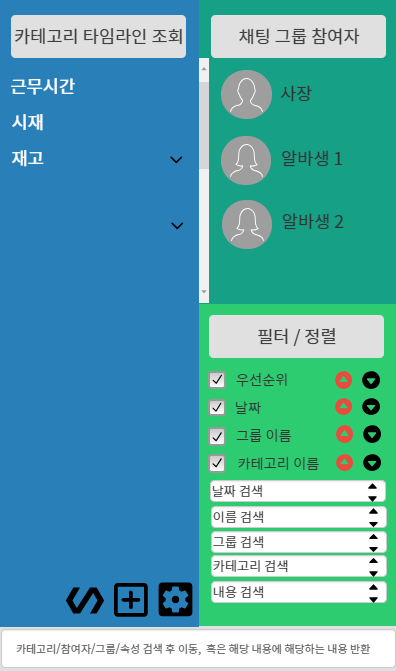 카테고리 타임라인 조회
근무시간
시재
재고
채팅 그룹 참여자
사장
알바생 1
알바생 2
필터 / 정렬
우선순위
날짜
그룹 이름
카테고리 이름
날짜 검색
이름 검색
그룹 검색
카테고리 검색
내용 검색
카테고리/참여자/그룹/속성 검색 후 이동, 혹은 해당 내용에 해당하는 내용 반환